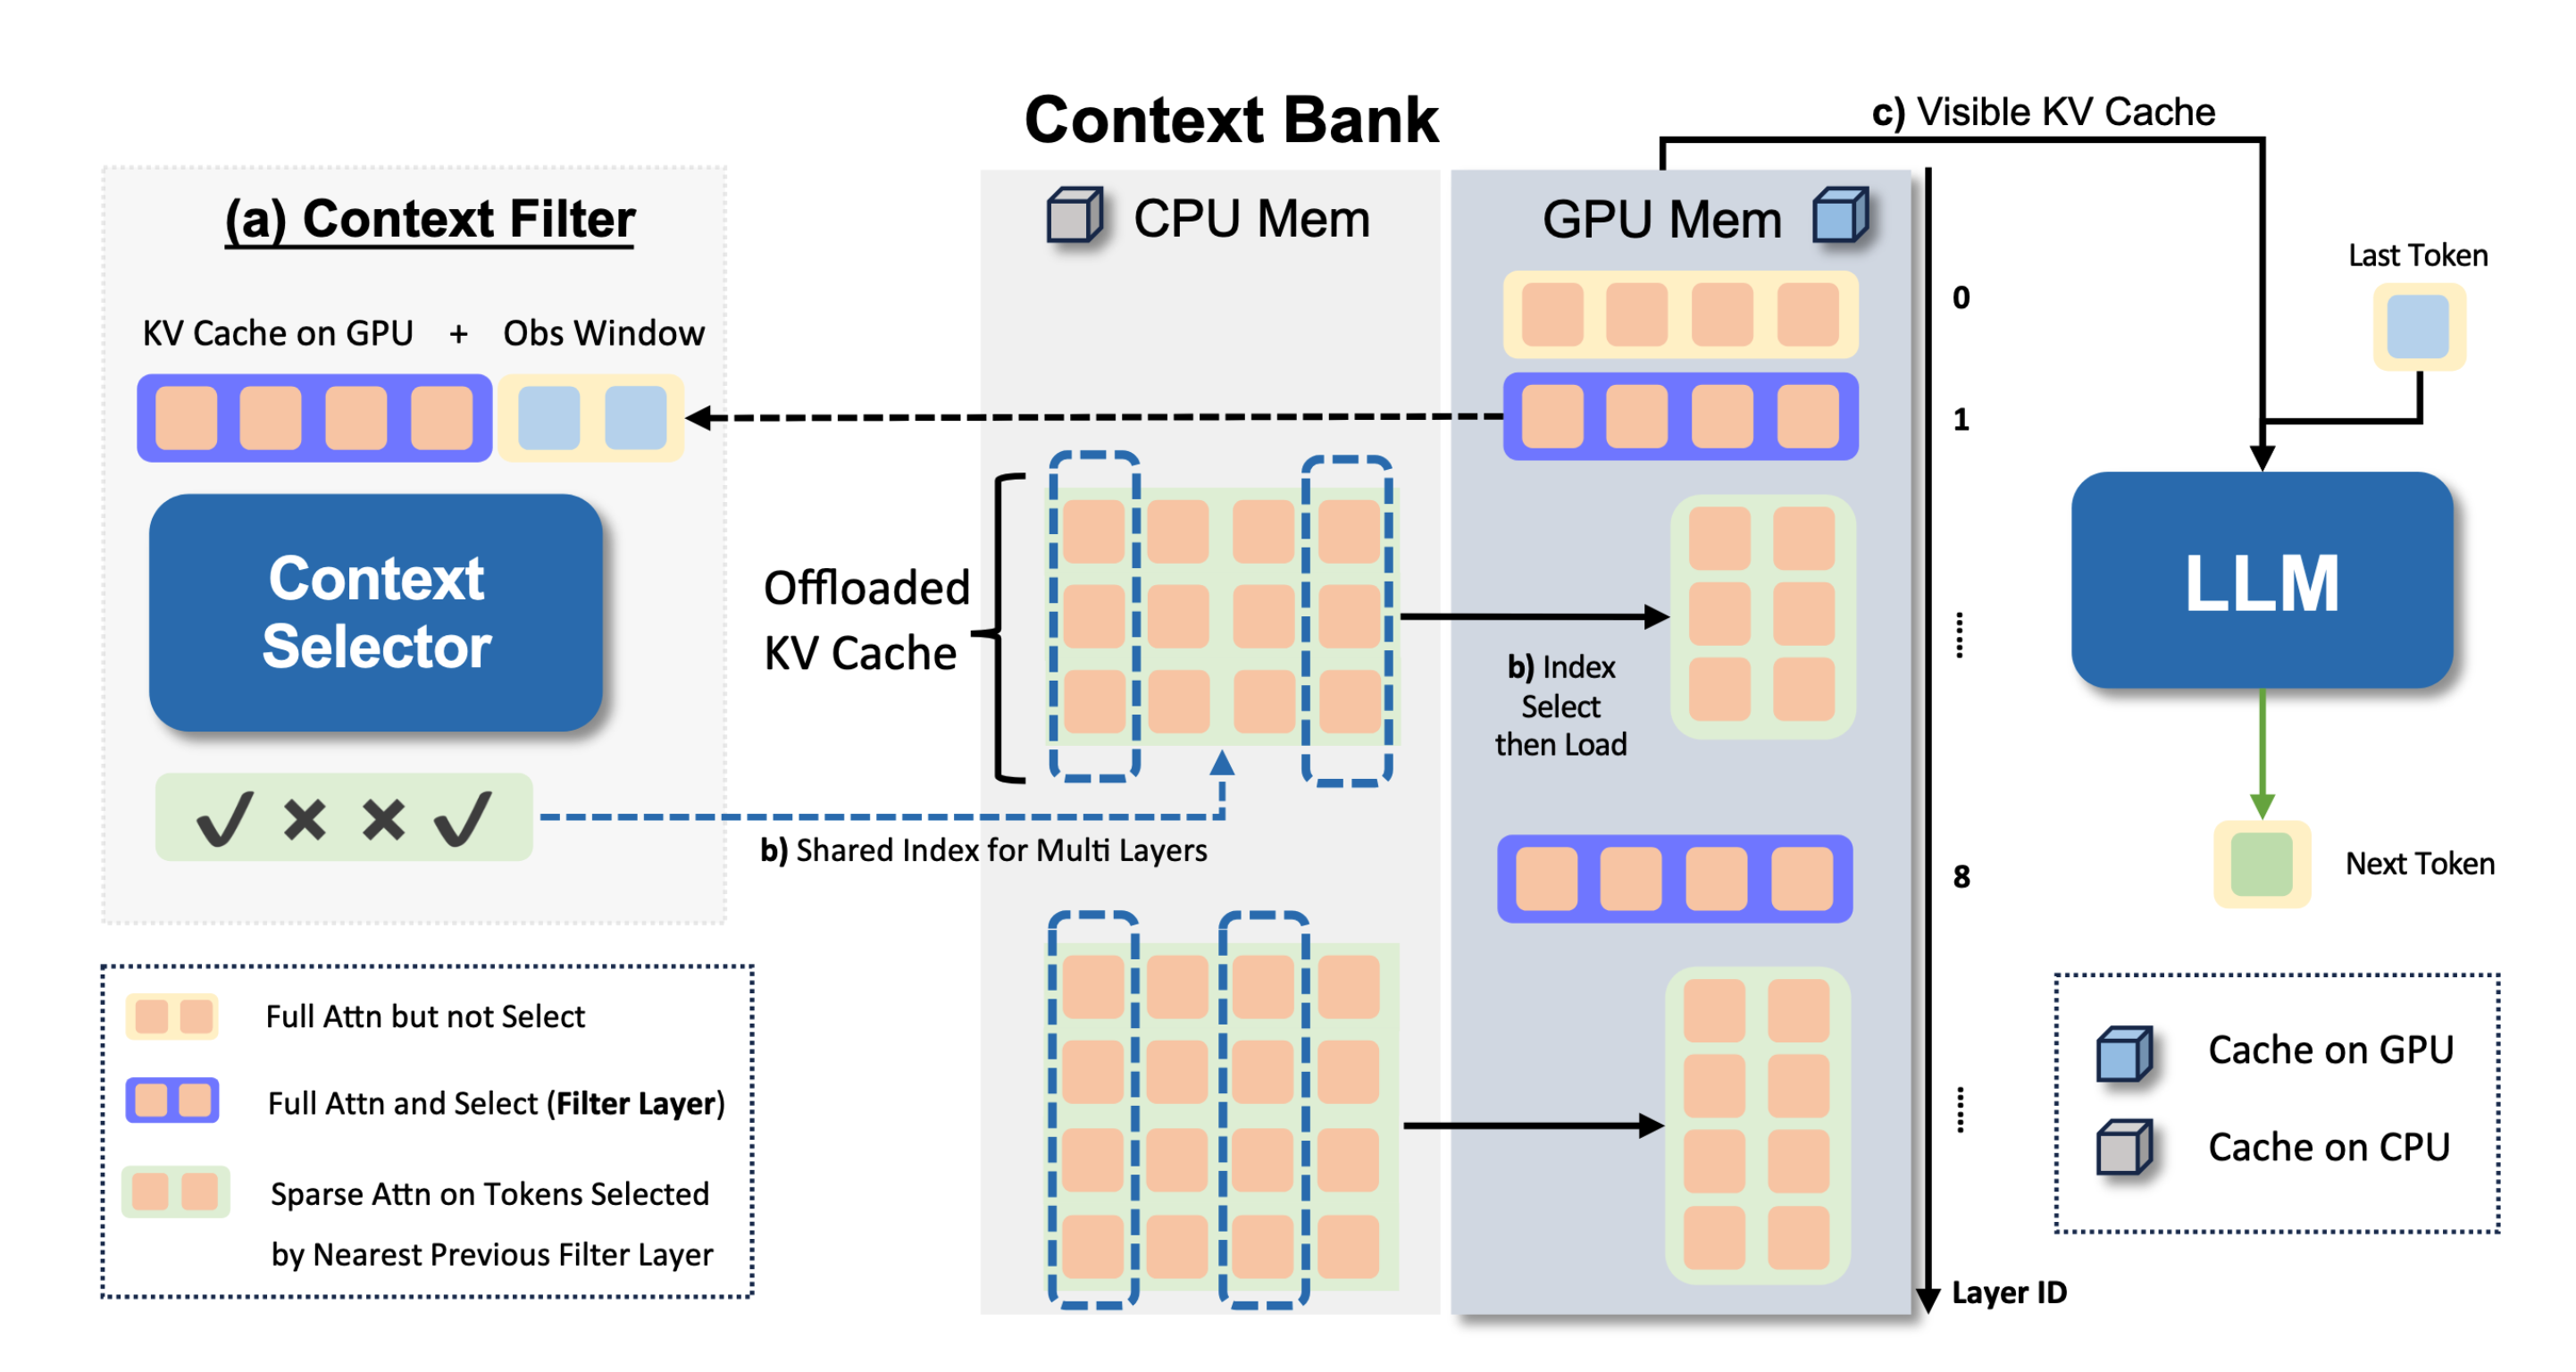 Context Bank
c) Visible KV Cache
(a) Context Filter
CPU Mem
GPU Mem
Last Token
KV Cache on GPU + Obs Window
0
1
Context
Selector
Offloaded
KV Cache
b) Index
Select
then Load
LLM
b) Shared Index for Multi Layers
8
Next Token
Full Attn but not Select
Full Attn and Select (Filter Layer)
Sparse Attn on Tokens Selected
by Nearest Previous Filter Layer
Cache on GPU
Cache on CPU
Layer ID